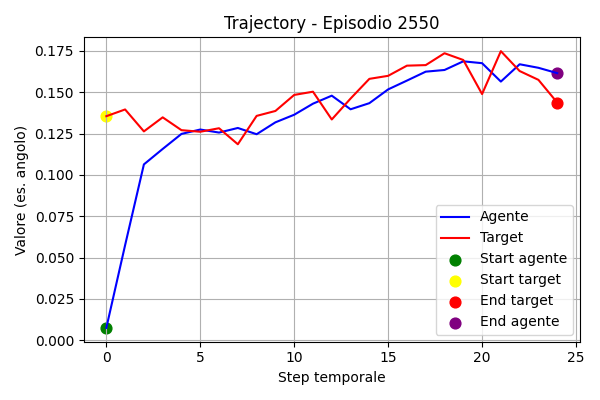 Trajectory - Episodio 2550
Valore (es. angolo)
0.175
0.150
0.125
0.100
0.075
0.050
0.025
0.000
0
5
10
15
20
25
Step temporale
Agente
Target
Start agente
Start target
End target
End agente